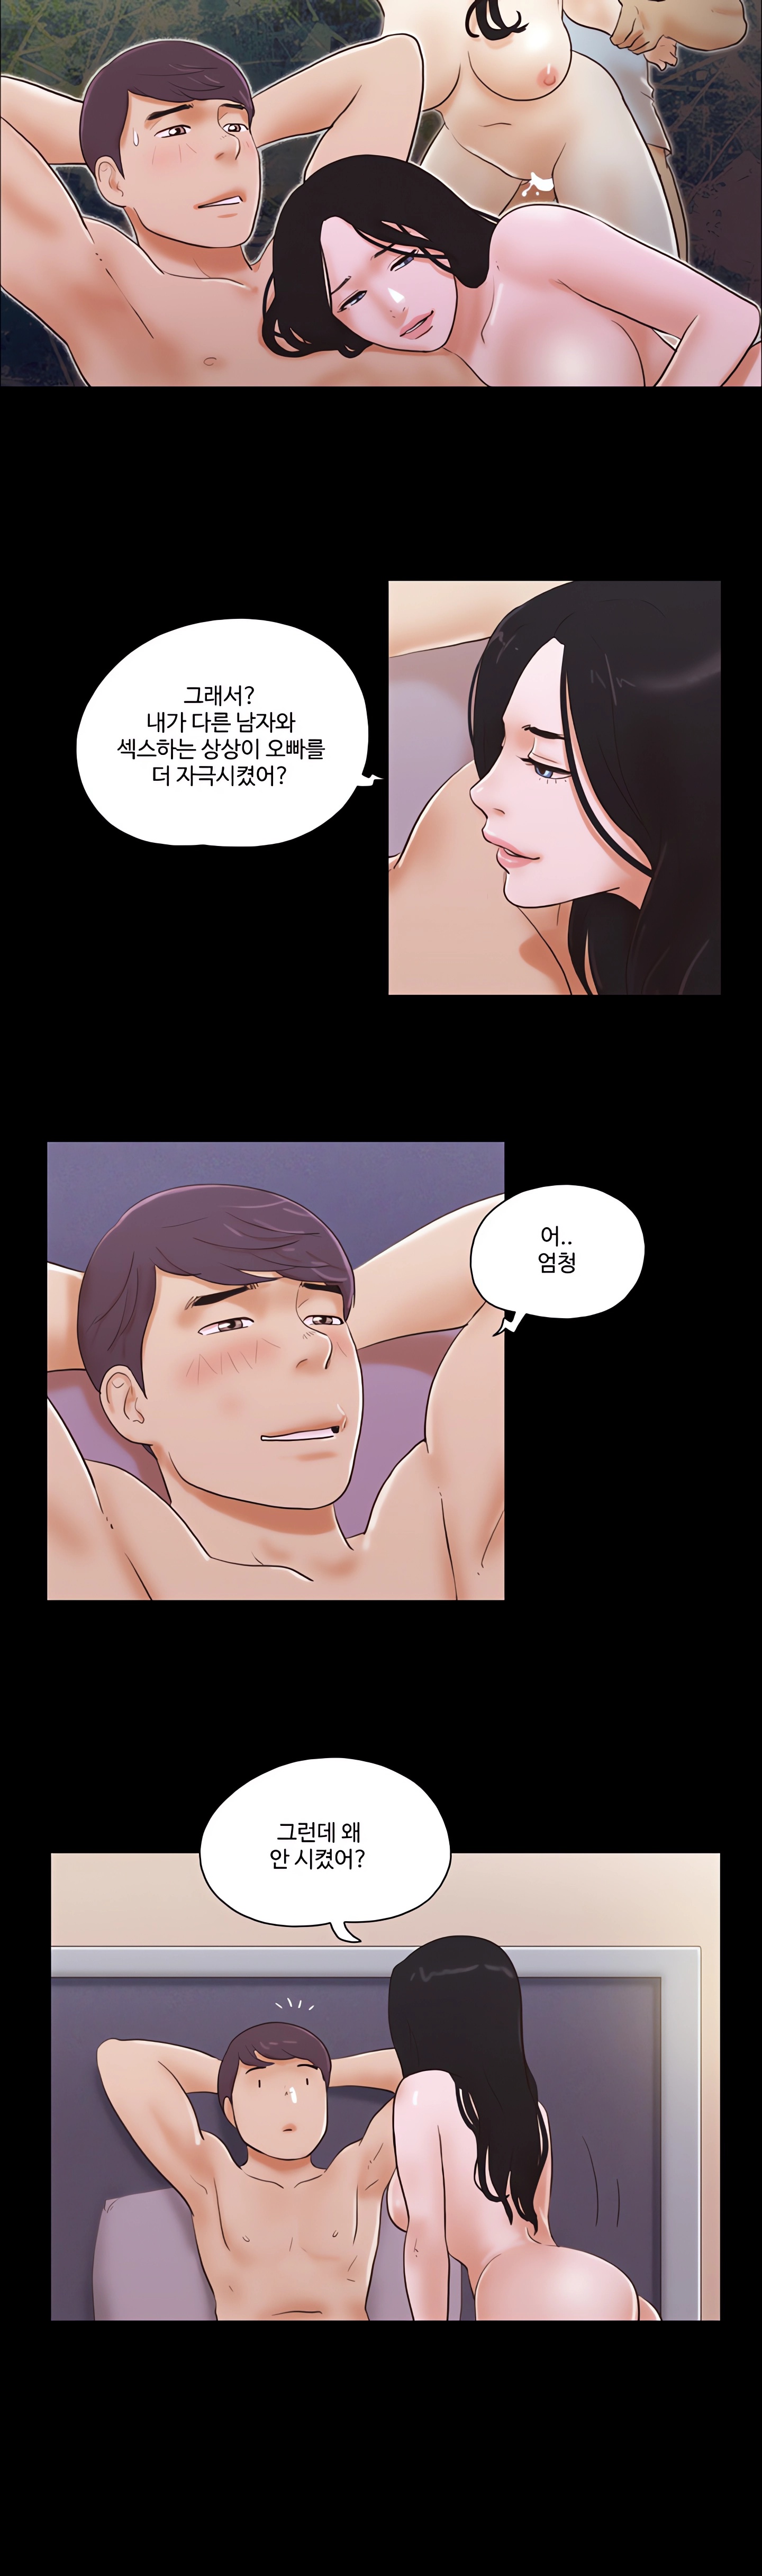 그래서?
내가 다른 남자와
섹스하는 상상이 오빠를
더 자극시켰어?
어..
엄청
그런데 왜
안 시켰어?